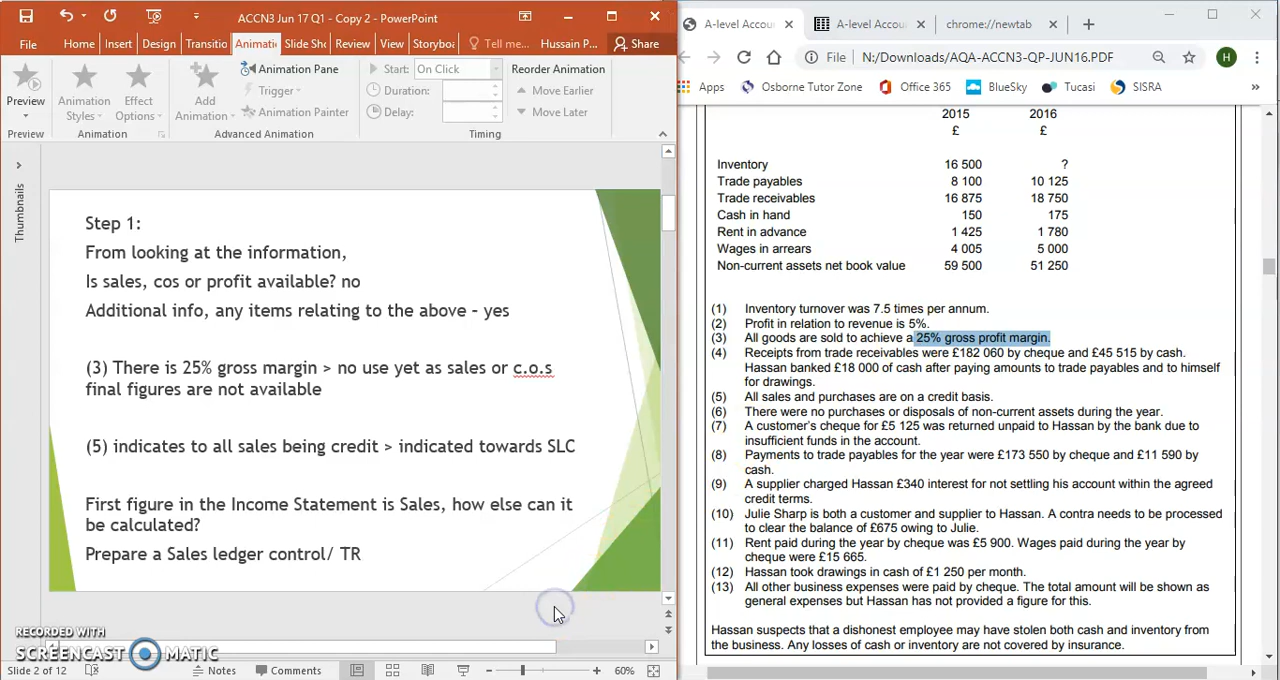 ACCN3 Jun 17 Q1 - Copy 2 - PowerPoint
File Home Insert Design Transitio Animati Slide Sh Review View Storybo Tell me... Hussain P... Share
Preview Animation Styles Effect Options Add Animation Animation Pane Trigger Animation Painter Start: On Click Duration: Delay: Reorder Animation Move Earlier Move Later
Preview Animation Advanced Animation Timing
Thumbnails
Step 1:
From looking at the information,
Is sales, cos or profit available? no
Additional info, any items relating to the above – yes
(3) There is 25% gross margin > no use yet as sales or c.o.s
final figures are not available
(5) indicates to all sales being credit > indicated towards SLC
First figure in the Income Statement is Sales, how else can it
be calculated?
Prepare a Sales ledger control/ TR
RECORDED WITH
SCREENCAST MATIC
Slide 2 of 12 Notes Comments 60%
A-level Accou A-level Accou chrome://newtab
File N:/Downloads/AQA-ACCN3-QP-JUN16.PDF H
Apps Osborne Tutor Zone Office 365 BlueSky Tucasi SISRA »
2015 2016
£ £
Inventory 16 500 ?
Trade payables 8 100 10 125
Trade receivables 16 875 18 750
Cash in hand 150 175
Rent in advance 1 425 1 780
Wages in arrears 4 005 5 000
Non-current assets net book value 59 500 51 250
(1) Inventory turnover was 7.5 times per annum.
(2) Profit in relation to revenue is 5%.
(3) All goods are sold to achieve a 25% gross profit margin.
(4) Receipts from trade receivables were £182 060 by cheque and £45 515 by cash.
Hassan banked £18 000 of cash after paying amounts to trade payables and to himself
for drawings.
(5) All sales and purchases are on a credit basis.
(6) There were no purchases or disposals of non-current assets during the year.
(7) A customer's cheque for £5 125 was returned unpaid to Hassan by the bank due to
insufficient funds in the account.
(8) Payments to trade payables for the year were £173 550 by cheque and £11 590 by
cash.
(9) A supplier charged Hassan £340 interest for not settling his account within the agreed
credit terms.
(10) Julie Sharp is both a customer and supplier to Hassan. A contra needs to be processed
to clear the balance of £675 owing to Julie.
(11) Rent paid during the year by cheque was £5 900. Wages paid during the year by
cheque were £15 665.
(12) Hassan took drawings in cash of £1 250 per month.
(13) All other business expenses were paid by cheque. The total amount will be shown as
general expenses but Hassan has not provided a figure for this.
Hassan suspects that a dishonest employee may have stolen both cash and inventory from
the business. Any losses of cash or inventory are not covered by insurance.